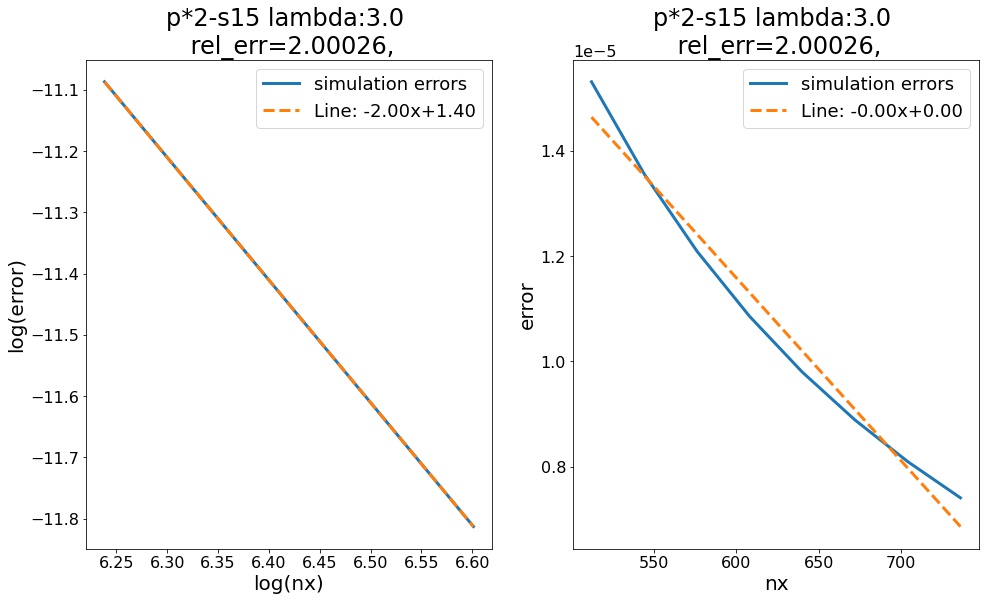 p*2-s15 lambda:3.0
rel_err=2.00026,
simulation errors
Line: -2.00x+1.40
−11.1
−11.2
−11.3
−11.4
−11.5
−11.6
−11.7
−11.8
log(error)
6.25 6.30 6.35 6.40 6.45 6.50 6.55 6.60
log(nx)
p*2-s15 lambda:3.0
rel_err=2.00026,
1e−5
simulation errors
Line: -0.00x+0.00
1.4
1.2
1.0
0.8
error
550 600 650 700
nx